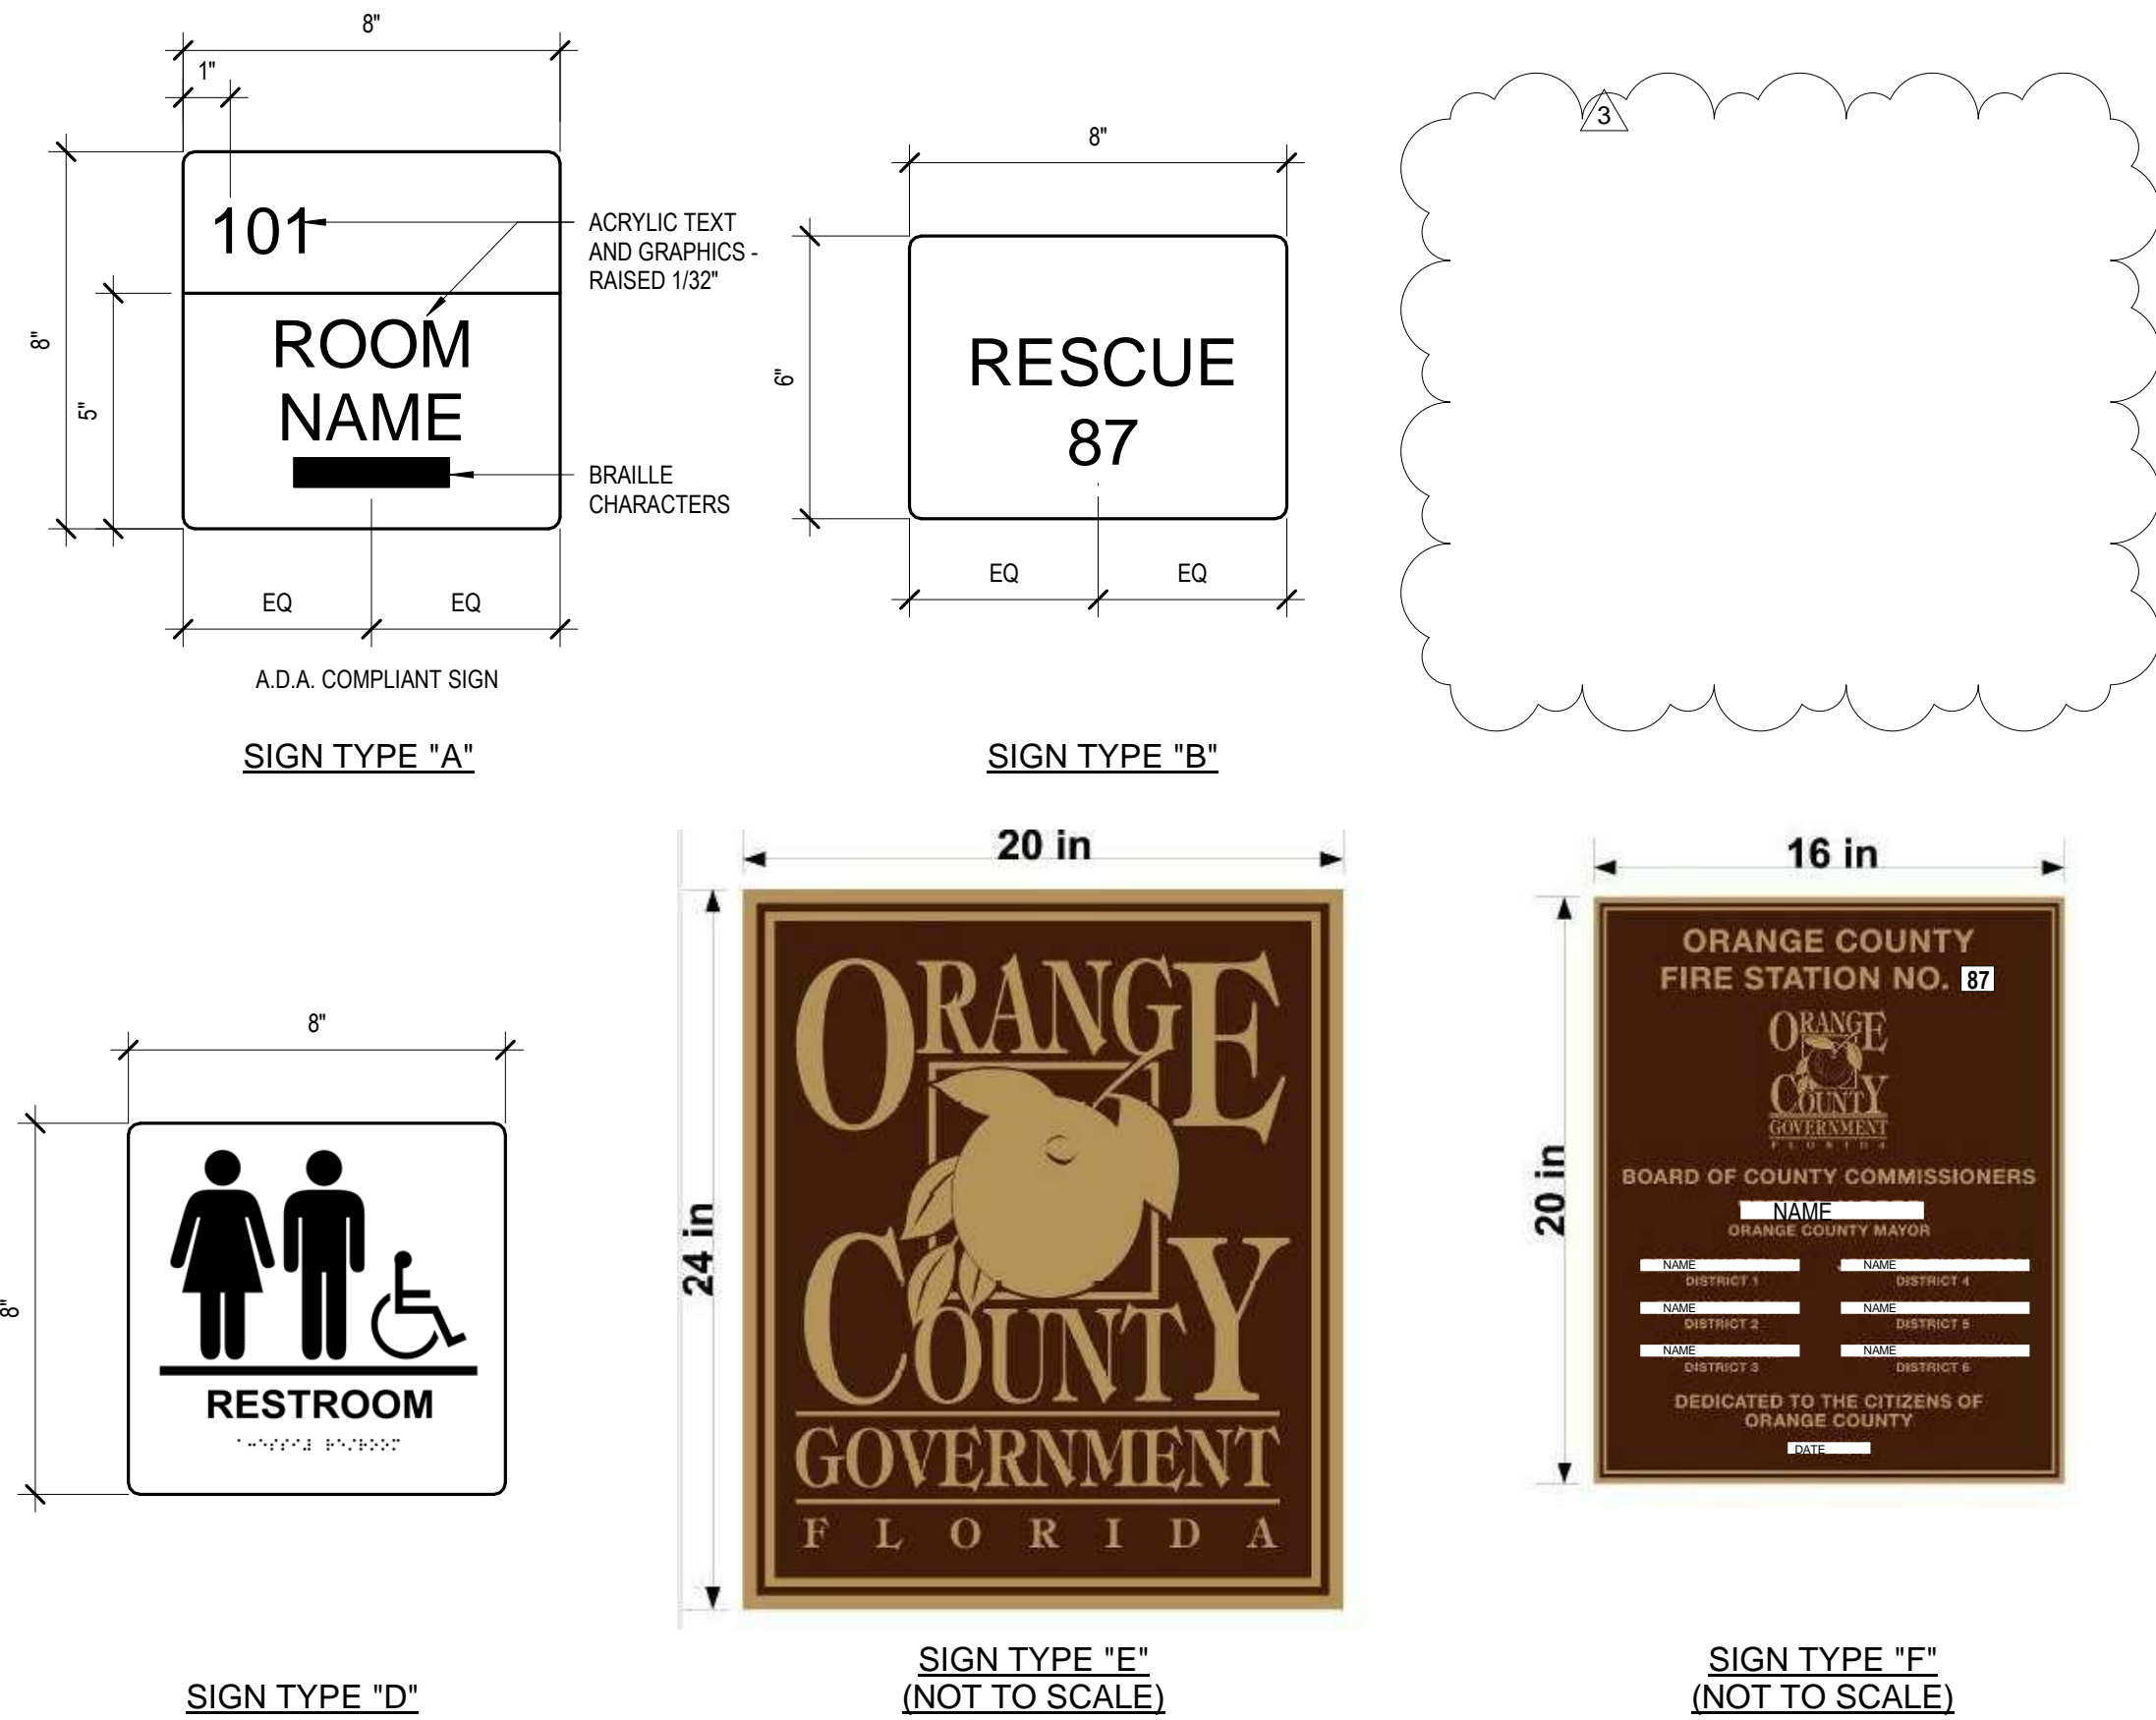 8"
1"
8"
5"
101
ROOM
NAME
ACRYLIC TEXT
AND GRAPHICS -
RAISED 1/32"
BRAILLE
CHARACTERS
EQ
EQ
A.D.A. COMPLIANT SIGN
SIGN TYPE "A"
8"
6"
RESCUE
87
EQ
EQ
SIGN TYPE "B"
3
8"
8"
RESTROOM
SIGN TYPE "D"
20 in
24 in
ORANGE
COUNTY
GOVERNMENT
FLORIDA
SIGN TYPE "E"
(NOT TO SCALE)
16 in
20 in
ORANGE COUNTY
FIRE STATION NO. 87
ORANGE
COUNTY
GOVERNMENT
FLORIDA
BOARD OF COUNTY COMMISSIONERS
NAME
ORANGE COUNTY MAYOR
NAME NAME
DISTRICT 1 DISTRICT 4
NAME NAME
DISTRICT 2 DISTRICT 5
NAME NAME
DISTRICT 3 DISTRICT 6
DEDICATED TO THE CITIZENS OF
ORANGE COUNTY
DATE
SIGN TYPE "F"
(NOT TO SCALE)